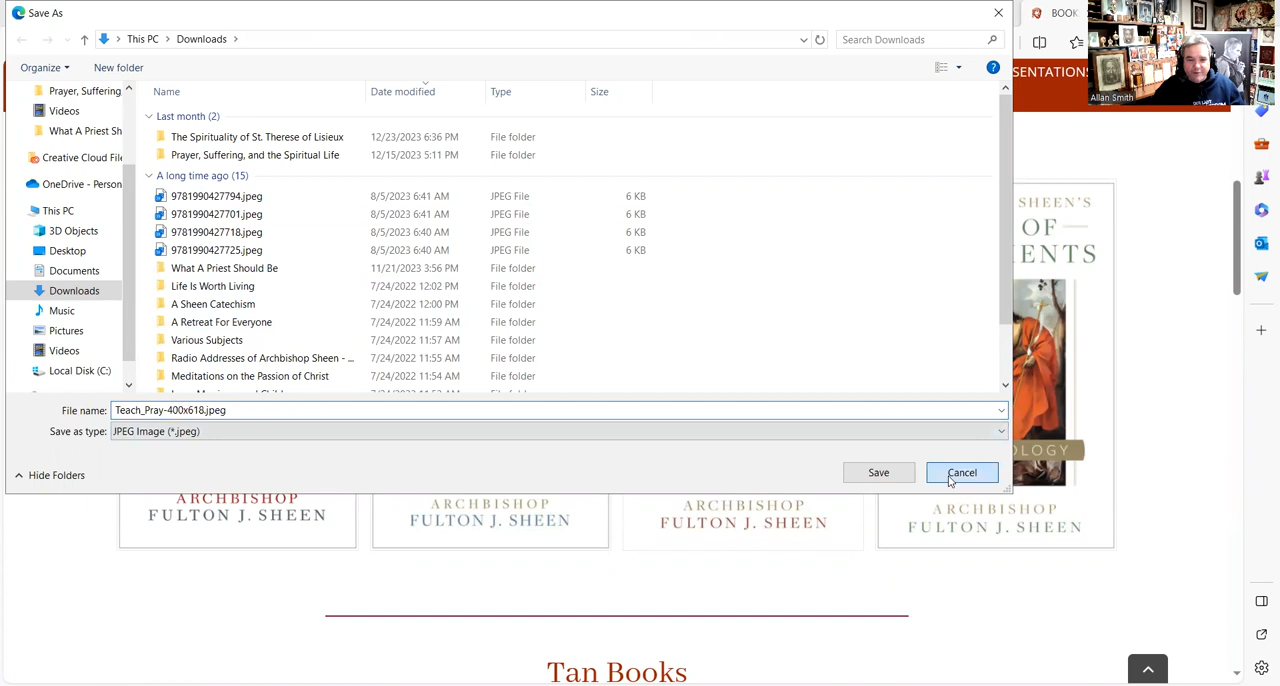 Save As
BOOK
This PC > Downloads >
Search Downloads
Organize
New folder
SENTATIONS
Allan Smith
Prayer, Suffering,
Videos
What A Priest Sh
Creative Cloud File
OneDrive - Person
This PC
3D Objects
Desktop
Documents
Downloads
Music
Pictures
Videos
Local Disk (C:)
Name Date modified Type Size
Last month (2)
The Spirituality of St. Therese of Lisieux 12/23/2023 6:36 PM File folder
Prayer, Suffering, and the Spiritual Life 12/15/2023 5:11 PM File folder
A long time ago (15)
9781990427794.jpeg 8/5/2023 6:41 AM JPEG File 6 KB
9781990427701.jpeg 8/5/2023 6:41 AM JPEG File 6 KB
9781990427718.jpeg 8/5/2023 6:40 AM JPEG File 6 KB
9781990427725.jpeg 8/5/2023 6:40 AM JPEG File 6 KB
What A Priest Should Be 11/21/2023 3:56 PM File folder
Life Is Worth Living 7/24/2022 12:02 PM File folder
A Sheen Catechism 7/24/2022 12:00 PM File folder
A Retreat For Everyone 7/24/2022 11:59 AM File folder
Various Subjects 7/24/2022 11:57 AM File folder
Radio Addresses of Archbishop Sheen - ... 7/24/2022 11:55 AM File folder
Meditations on the Passion of Christ 7/24/2022 11:54 AM File folder
File name: Teach_Pray-400x618.jpeg
Save as type: JPEG Image (*.jpeg)
Hide Folders
Save
Cancel
SHEEN'S
OF
ENTS
OLOGY
ARCHBISHOP
FULTON J. SHEEN
ARCHBISHOP
FULTON J. SHEEN
ARCHBISHOP
FULTON J. SHEEN
ARCHBISHOP
FULTON J. SHEEN
Tan Books